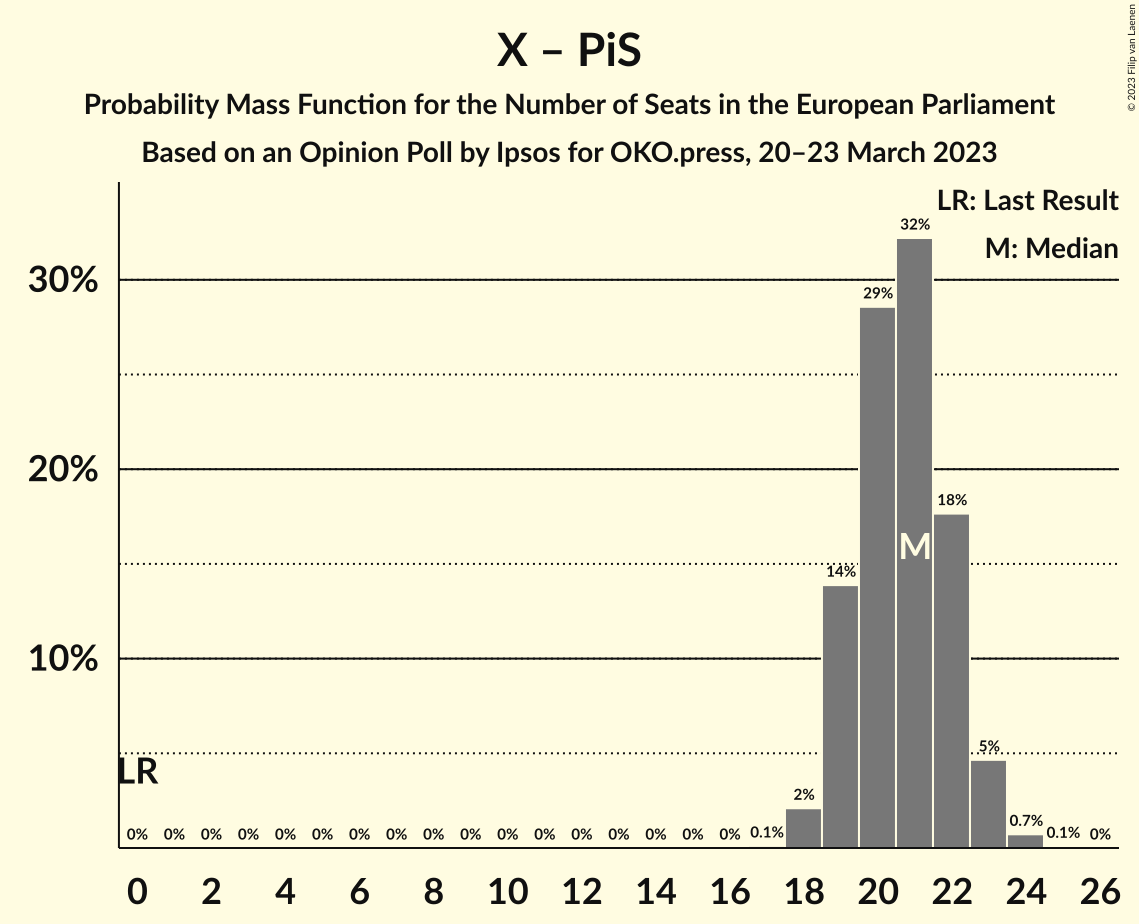 X – PiS
Probability Mass Function for the Number of Seats in the European Parliament
Based on an Opinion Poll by Ipsos for OKO.press, 20–23 March 2023
© 2023 Filip van Laenen
LR: Last Result
M: Median
30%
20%
10%
LR
M
0% 0% 0% 0% 0% 0% 0% 0% 0% 0% 0% 0% 0% 0% 0% 0% 0% 0.1% 2% 14% 29% 32% 18% 5% 0.7% 0.1% 0%
0 2 4 6 8 10 12 14 16 18 20 22 24 26